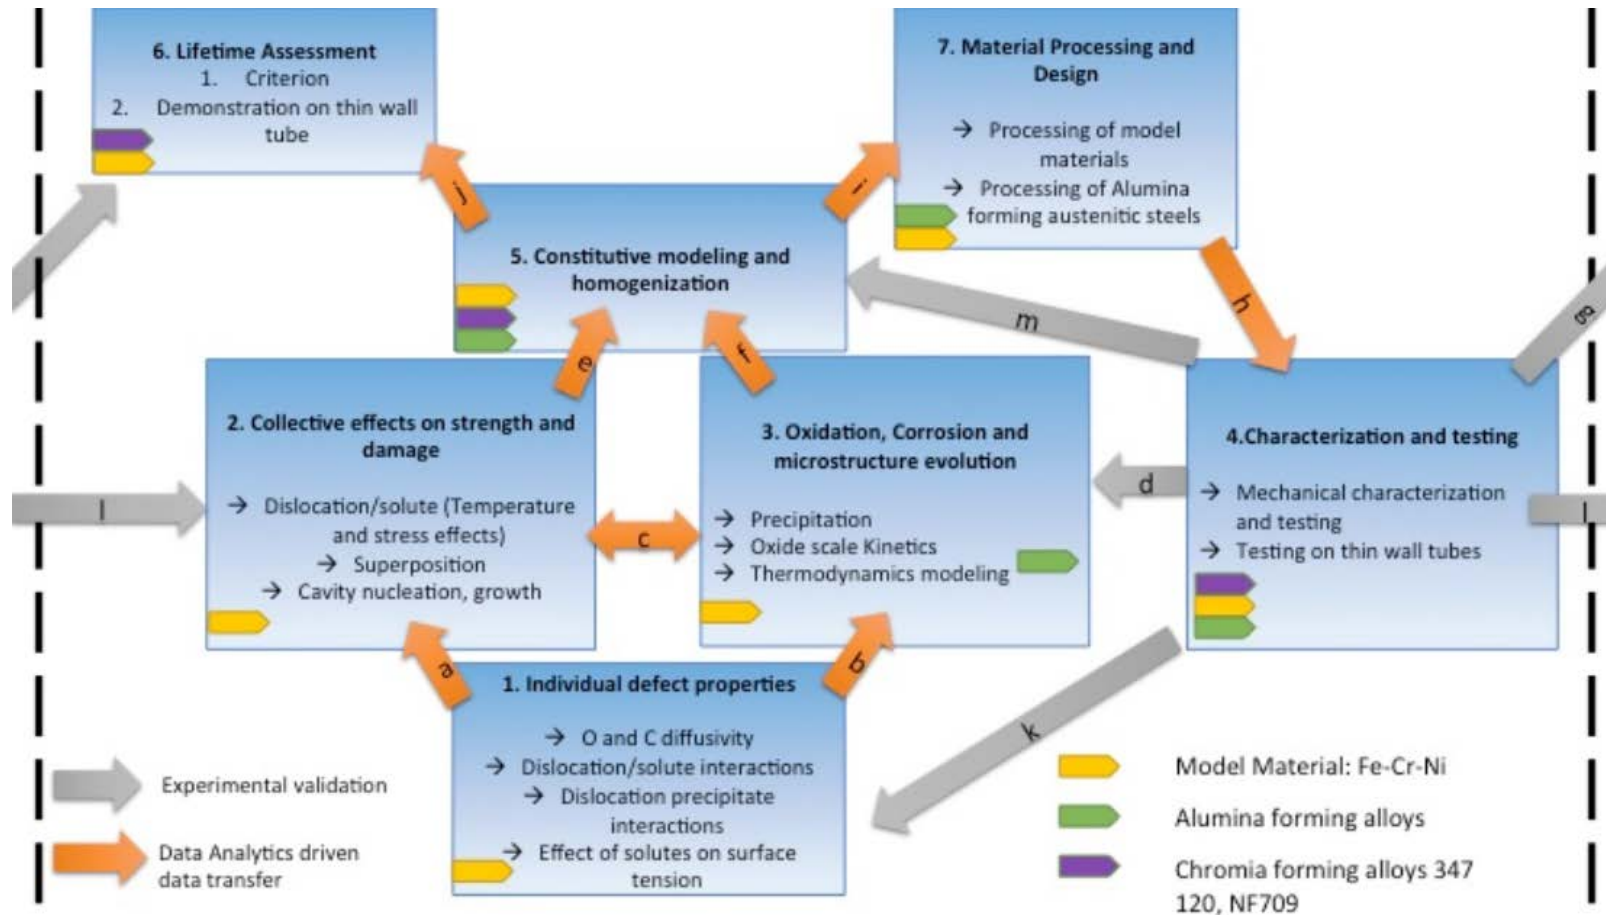 6. Lifetime Assessment
1. Criterion
2. Demonstration on thin wall
tube
7. Material Processing and
Design
→ Processing of model
materials
→ Processing of Alumina
forming austenitic steels
j
i
5. Constitutive modeling and
homogenization
m
h
g
e
f
2. Collective effects on strength and
damage
→ Dislocation/solute (Temperature
and stress effects)
→ Superposition
→ Cavity nucleation, growth
l
c
3. Oxidation, Corrosion and
microstructure evolution
→ Precipitation
→ Oxide scale Kinetics
→ Thermodynamics modeling
d
4.Characterization and testing
→ Mechanical characterization
and testing
→ Testing on thin wall tubes
l
a
b
k
1. Individual defect properties
→ O and C diffusivity
→ Dislocation/solute interactions
→ Dislocation precipitate
interactions
→ Effect of solutes on surface
tension
Experimental validation
Data Analytics driven
data transfer
Model Material: Fe-Cr-Ni
Alumina forming alloys
Chromia forming alloys 347
120, NF709